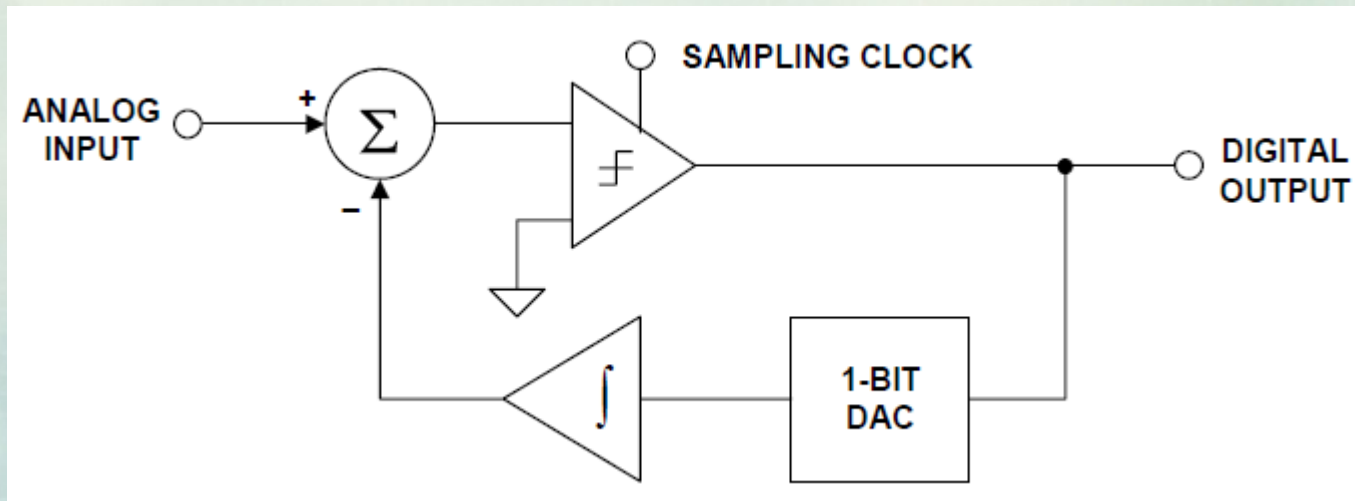 SAMPLING CLOCK
ANALOG
INPUT
+
Σ
−
DIGITAL
OUTPUT
∫
1-BIT
DAC